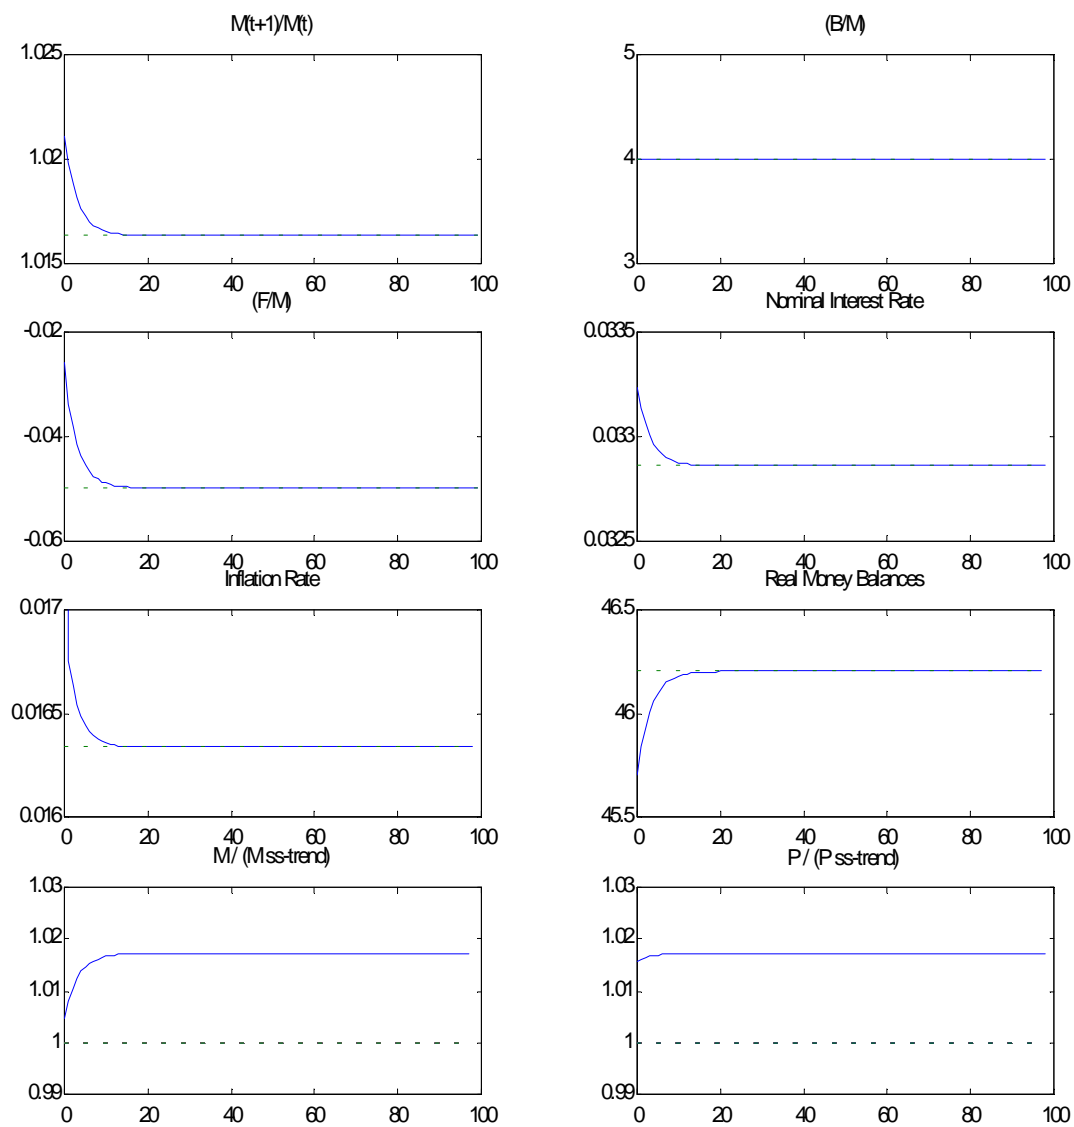 M(t+1)/M(t)
1.025
1.02
1.015
0 20 40 60 80 100
(B/M)
5
4
3
0 20 40 60 80 100
(F/M)
-0.02
-0.04
-0.06
0 20 40 60 80 100
Nominal Interest Rate
0.0335
0.033
0.0325
0 20 40 60 80 100
Inflation Rate
0.017
0.0165
0.016
0 20 40 60 80 100
Real Money Balances
46.5
46
45.5
0 20 40 60 80 100
M / (M ss-trend)
1.03
1.02
1.01
1
0.99
0 20 40 60 80 100
P / (P ss-trend)
1.03
1.02
1.01
1
0.99
0 20 40 60 80 100